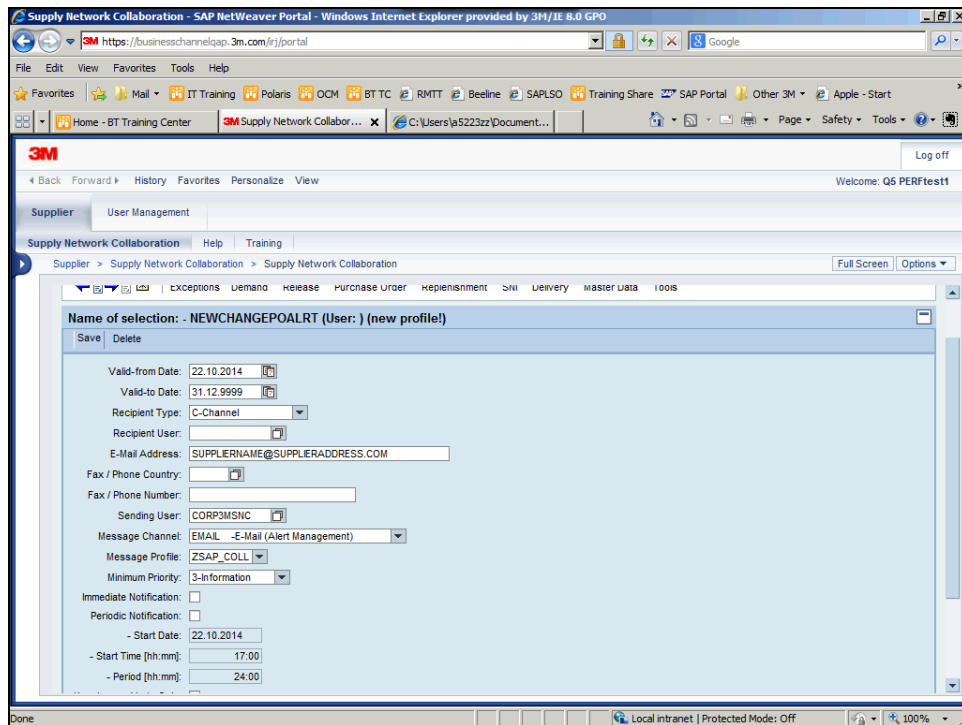 Supply Network Collaboration - SAP NetWeaver Portal - Windows Internet Explorer provided by 3M/IE 8.0 GPO
3M https://businesschannelqap.3m.com/irj/portal
Google
File Edit View Favorites Tools Help
Favorites Mail IT Training Polaris OCM BT TC RMTT Beeline SAPLSO Training Share SAP Portal Other 3M Apple - Start
Home - BT Training Center 3M Supply Network Collabor... X C:\Users\a5223zz\Document... Page Safety Tools
3M Log off
Back Forward History Favorites Personalize View Welcome: Q5 PERFtest1
Supplier User Management
Supply Network Collaboration Help Training
Supplier > Supply Network Collaboration > Supply Network Collaboration Full Screen Options
Exceptions Demand Release Purchase Order Replenishment SNI Delivery Master Data Tools
Name of selection: - NEWCHANGEPOALRT (User: ) (new profile!)
Save Delete
Valid-from Date: 22.10.2014
Valid-to Date: 31.12.9999
Recipient Type: C-Channel
Recipient User:
E-Mail Address: SUPPLIERNAME@SUPPLIERADDRESS.COM
Fax / Phone Country:
Fax / Phone Number:
Sending User: CORP3MSNC
Message Channel: EMAIL -E-Mail (Alert Management)
Message Profile: ZSAP_COLL
Minimum Priority: 3-Information
Immediate Notification:
Periodic Notification:
- Start Date: 22.10.2014
- Start Time [hh:mm]: 17:00
- Period [hh:mm]: 24:00
Done Local intranet | Protected Mode: Off 100%